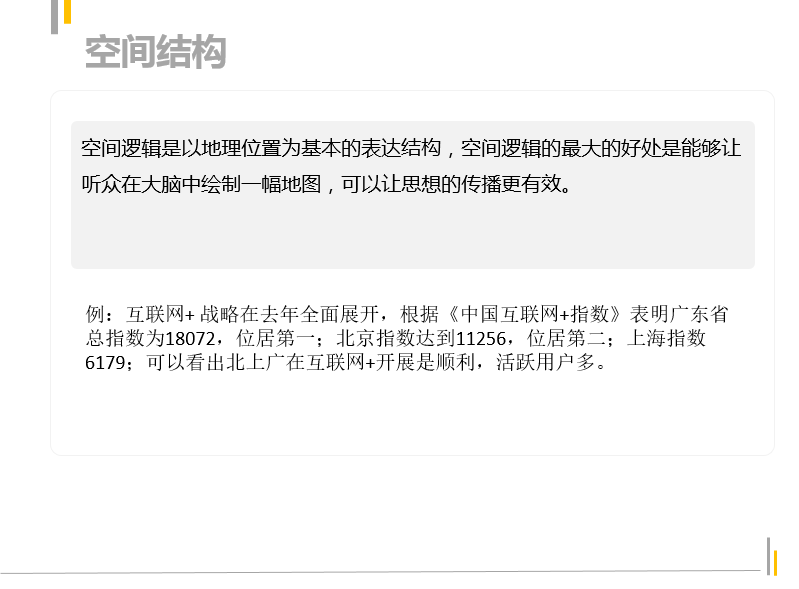 空间结构
空间逻辑是以地理位置为基本的表达结构，空间逻辑的最大的好处是能够让
听众在大脑中绘制一幅地图，可以让思想的传播更有效。
例：互联网+ 战略在去年全面展开，根据《中国互联网+指数》表明广东省
总指数为18072，位居第一；北京指数达到11256，位居第二；上海指数
6179；可以看出北上广在互联网+开展是顺利，活跃用户多。